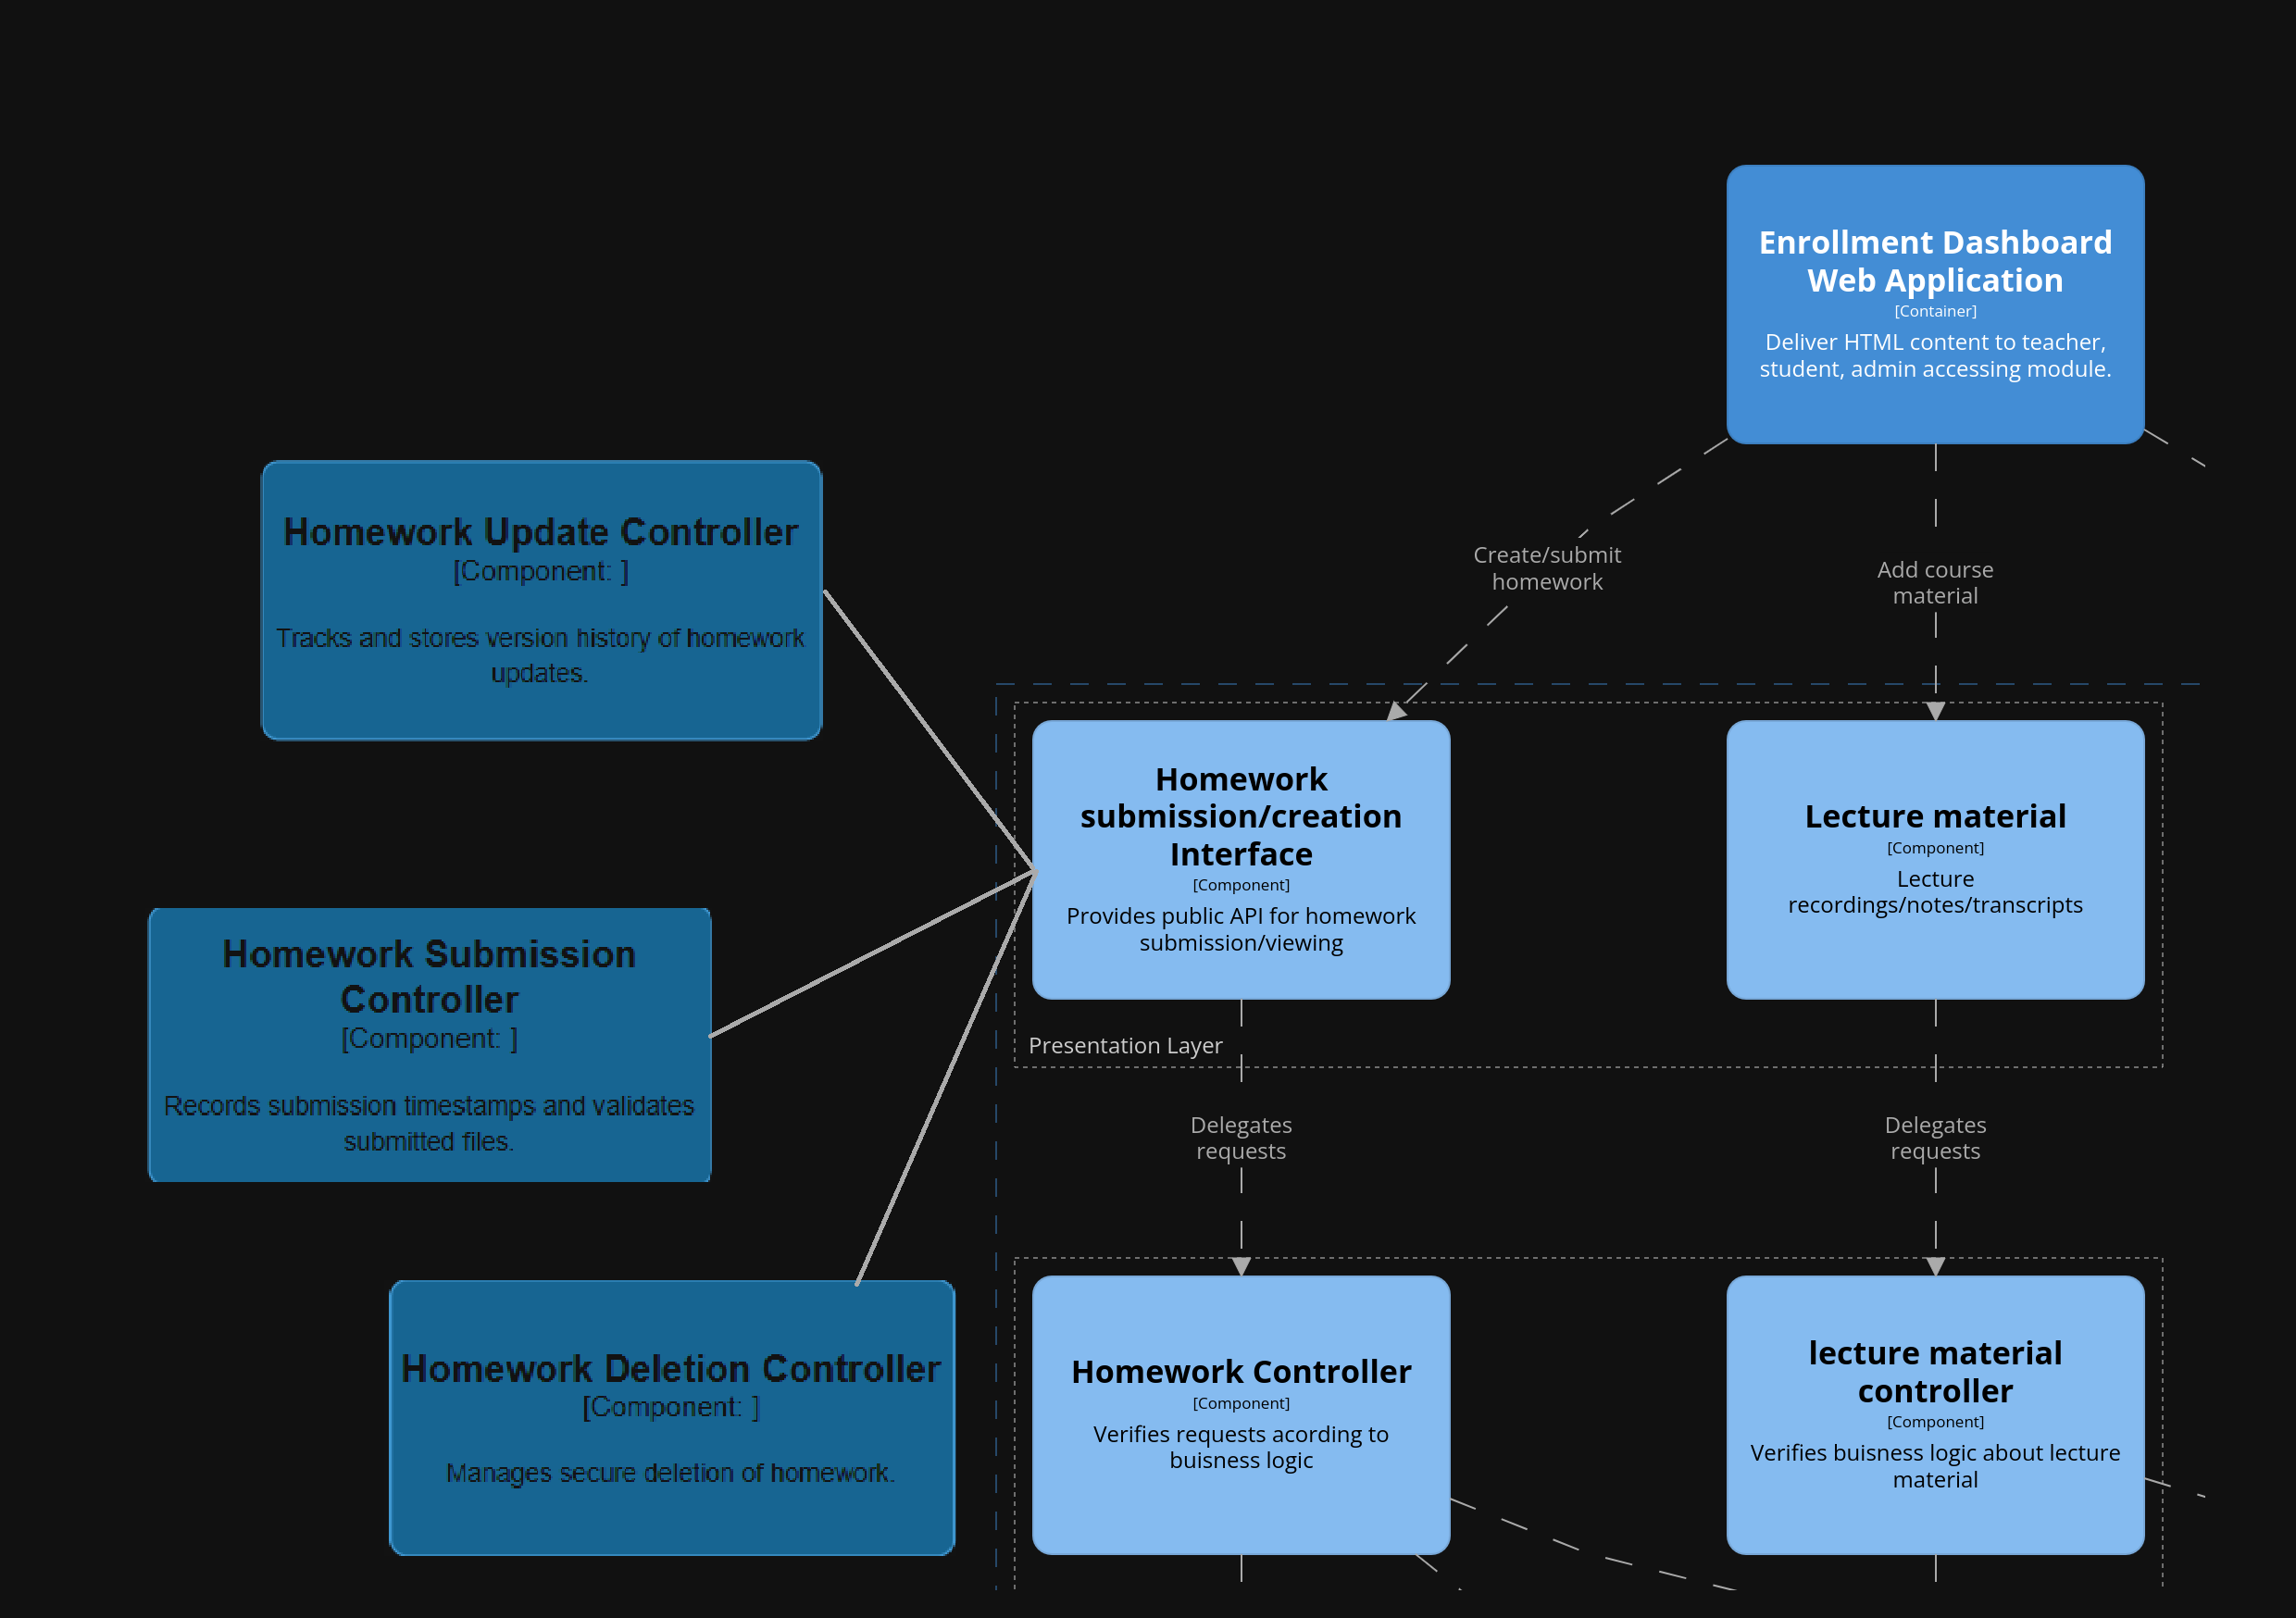 Enrollment Dashboard
Web Application
[Container]
Deliver HTML content to teacher,
student, admin accessing module.
Create/submit
homework
Add course
material
Homework Update Controller
[Component: ]
Tracks and stores version history of homework
updates.
Homework
submission/creation
Interface
[Component]
Provides public API for homework
submission/viewing
Lecture material
[Component]
Lecture
recordings/notes/transcripts
Presentation Layer
Homework Submission
Controller
[Component: ]
Records submission timestamps and validates
submitted files.
Delegates
requests
Delegates
requests
Homework Deletion Controller
[Component: ]
Manages secure deletion of homework.
Homework Controller
[Component]
Verifies requests acording to
buisness logic
lecture material
controller
[Component]
Verifies buisness logic about lecture
material